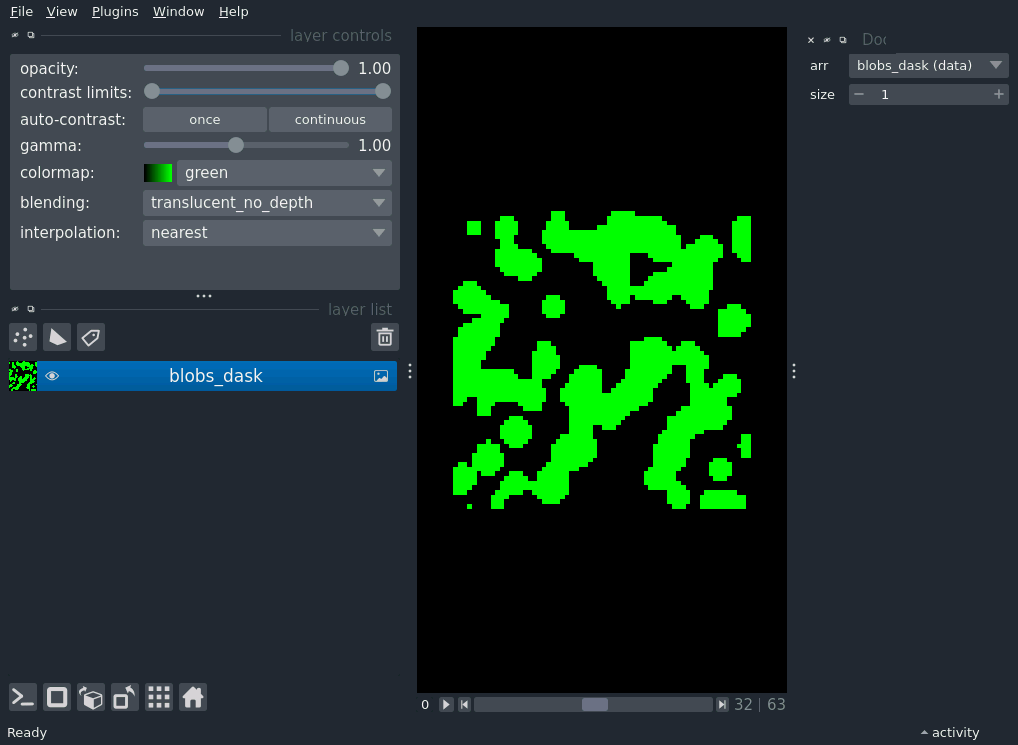 File View Plugins Window Help
layer controls
opacity: 1.00
contrast limits:
auto-contrast: once continuous
gamma: 1.00
colormap: green
blending: translucent_no_depth
interpolation: nearest
layer list
blobs_dask
0 32 | 63
Ready
arr blobs_dask (data)
size 1
activity